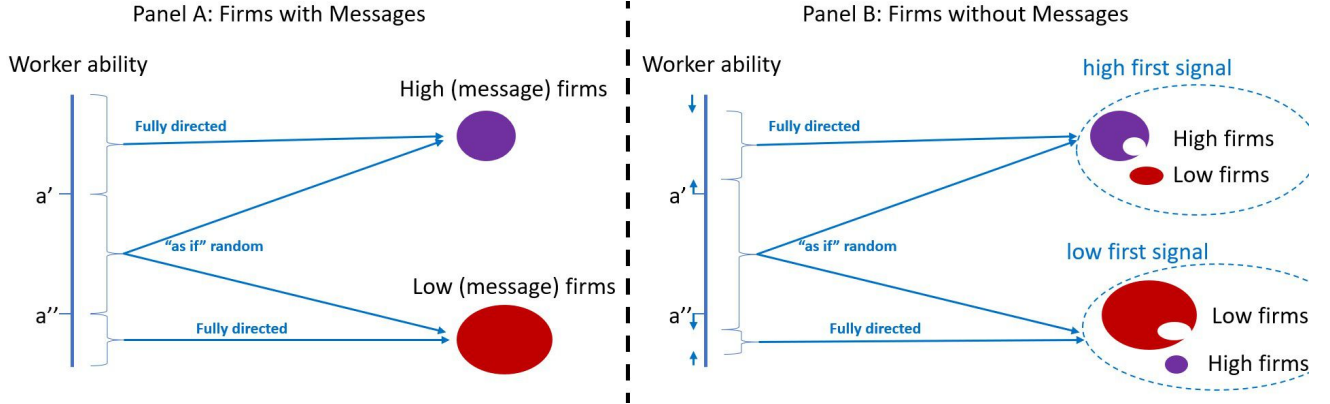 Panel A: Firms with Messages
Worker ability
High (message) firms
Fully directed
a'
"as if" random
Low (message) firms
a''
Fully directed
Panel B: Firms without Messages
Worker ability
high first signal
Fully directed
High firms
Low firms
a'
"as if" random
low first signal
a''
Fully directed
Low firms
High firms